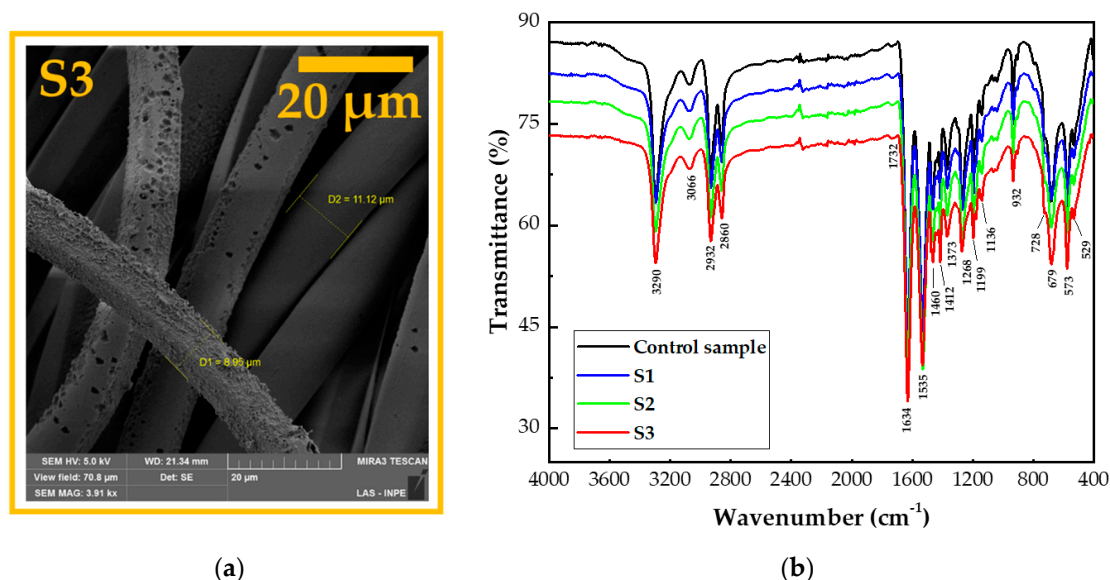 S3
20 µm
D2 = 11.12 µm
D1 = 8.95 µm
SEM HV: 5.0 kV
WD: 21.34 mm
MIRA3 TESCAN
View field: 70.8 µm
Det: SE
20 µm
SEM MAG: 3.91 kx
LAS - INPE
(a)
90
75
60
45
30
Transmittance (%)
3290
3066
2932
2860
1732
1634
1535
1460
1412
1373
1268
1199
1136
932
728
679
573
529
Control sample
S1
S2
S3
4000
3600
3200
2800
2400
2000
1600
1200
800
400
Wavenumber (cm⁻¹)
(b)